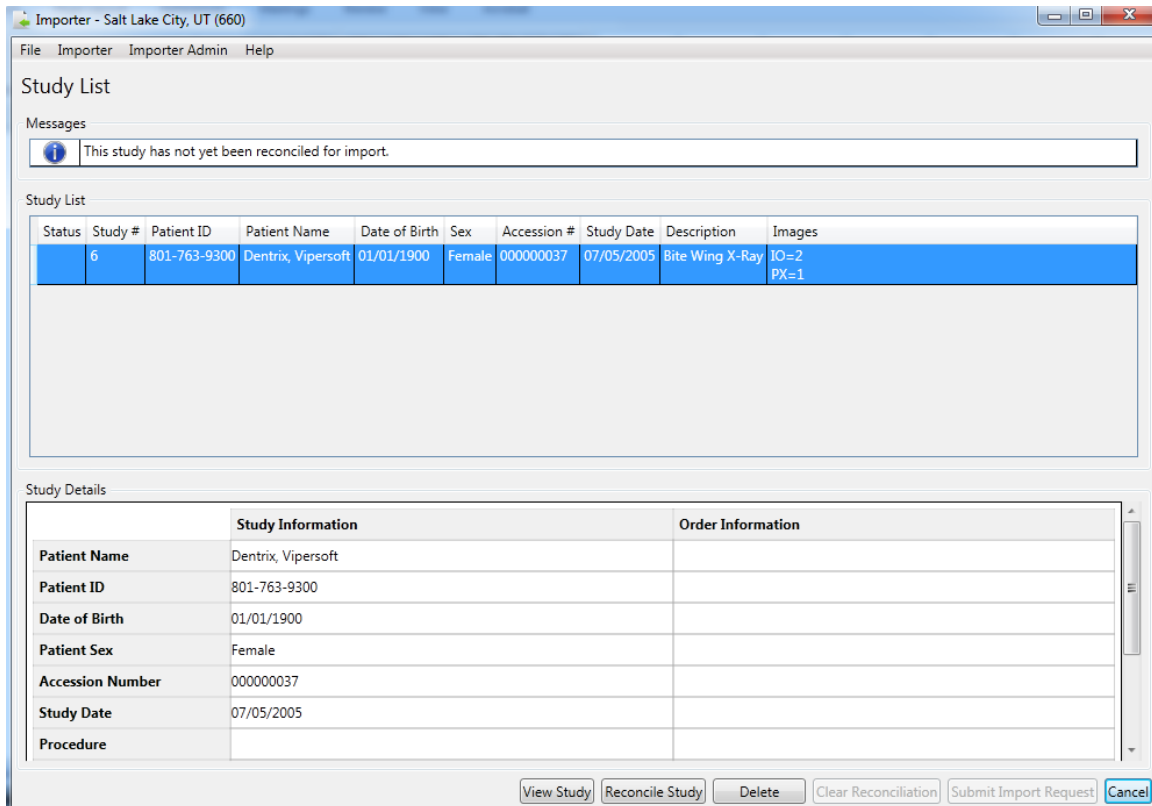 Importer - Salt Lake City, UT (660)
File Importer Importer Admin Help
Study List
Messages
This study has not yet been reconciled for import.
Study List
Status Study # Patient ID Patient Name Date of Birth Sex Accession # Study Date Description Images
6 801-763-9300 Dentrix, Vipersoft 01/01/1900 Female 000000037 07/05/2005 Bite Wing X-Ray IO=2
PX=1
Study Details
Study Information Order Information
Patient Name Dentrix, Vipersoft
Patient ID 801-763-9300
Date of Birth 01/01/1900
Patient Sex Female
Accession Number 000000037
Study Date 07/05/2005
Procedure
View Study Reconcile Study Delete Clear Reconciliation Submit Import Request Cancel